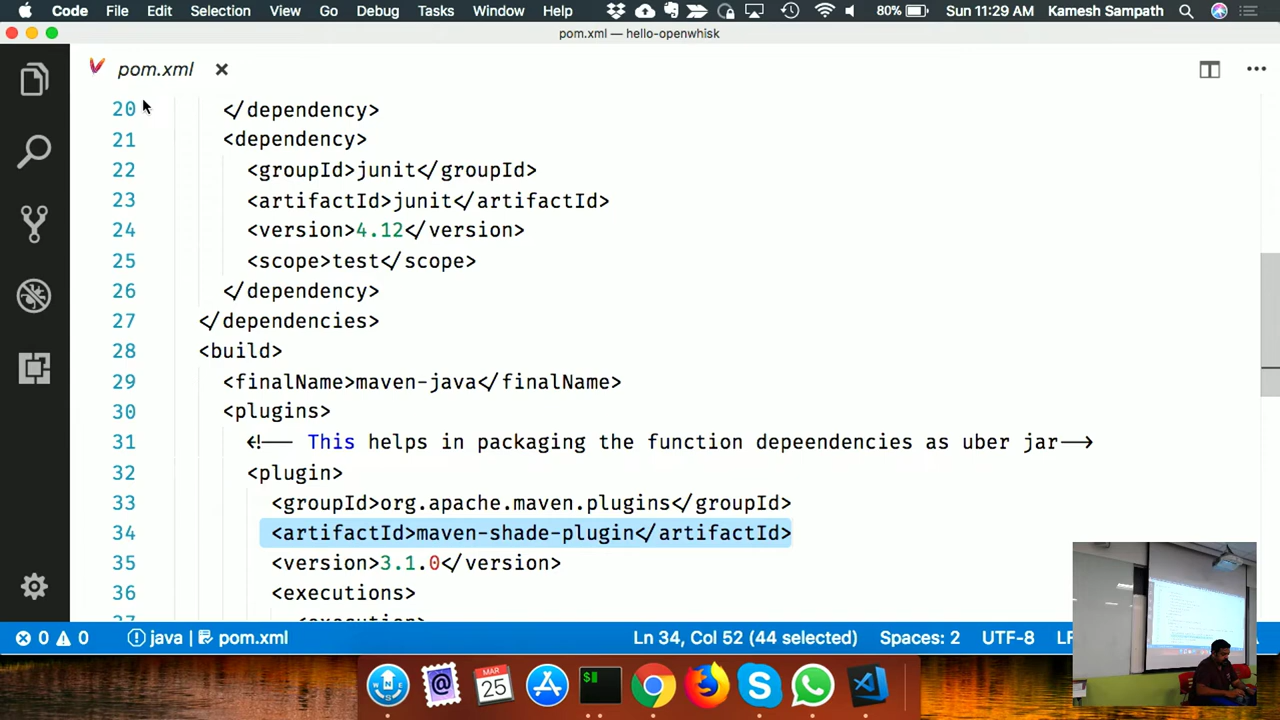 Code File Edit Selection View Go Debug Tasks Window Help 80% Sun 11:29 AM Kamesh Sampath
pom.xml — hello-openwhisk
pom.xml
20 </dependency>
21 <dependency>
22 <groupId>junit</groupId>
23 <artifactId>junit</artifactId>
24 <version>4.12</version>
25 <scope>test</scope>
26 </dependency>
27 </dependencies>
28 <build>
29 <finalName>maven-java</finalName>
30 <plugins>
31 <!-- This helps in packaging the function depeendencies as uber jar-->
32 <plugin>
33 <groupId>org.apache.maven.plugins</groupId>
34 <artifactId>maven-shade-plugin</artifactId>
35 <version>3.1.0</version>
36 <executions>
37 <execution>
0 0 java | pom.xml Ln 34, Col 52 (44 selected) Spaces: 2 UTF-8 LF
N @ MAR 25 $ S